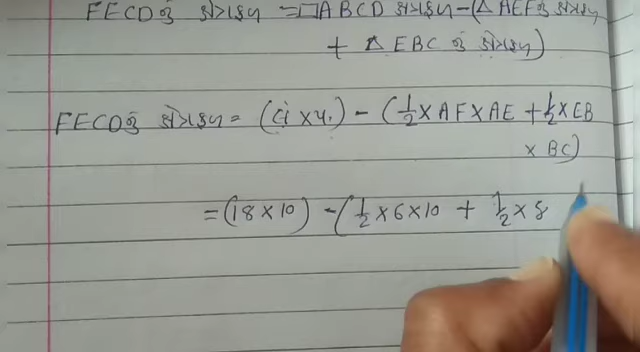 FECDનું ક્ષેત્રફળ = □ABCD ક્ષેત્રફળ - (△AEFનું ક્ષેત્રફળ
+ △EBC નું ક્ષેત્રફળ)
FECDનું ક્ષેત્રફળ = (લં × પ.) - (1/2 × AF × AE + 1/2 × EB
× BC)
= (18 × 10) - (1/2 × 6 × 10 + 1/2 × 8